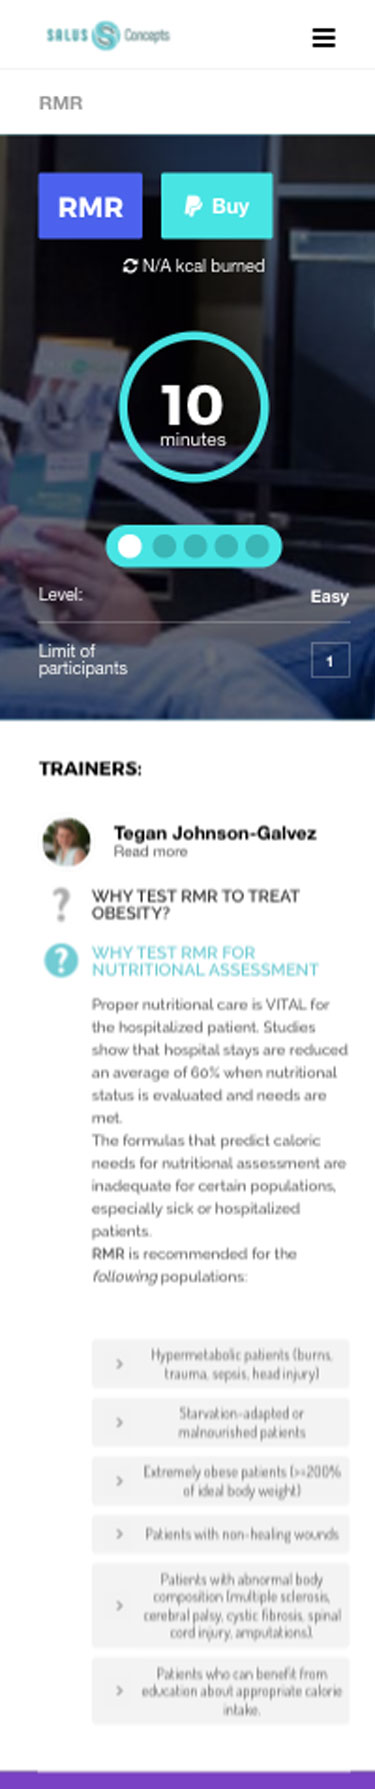 SALUS S Concepts
RMR
RMR
Buy
N/A kcal burned
10
minutes
Level:
Easy
Limit of
participants
1
TRAINERS:
Tegan Johnson-Galvez
Read more
? WHY TEST RMR TO TREAT
OBESITY?
? WHY TEST RMR FOR
NUTRITIONAL ASSESSMENT
Proper nutritional care is VITAL for
the hospitalized patient. Studies
show that hospital stays are reduced
an average of 60% when nutritional
status is evaluated and needs are
met.
The formulas that predict caloric
needs for nutritional assessment are
inadequate for certain populations,
especially sick or hospitalized
patients.
RMR is recommended for the
following populations:
Hypermetabolic patients (burns,
trauma, sepsis, head injury)
Starvation-adapted or
malnourished patients
Extremely obese patients (>=200%
of ideal body weight)
Patients with non-healing wounds
Patients with abnormal body
composition (multiple sclerosis,
cerebral palsy, cystic fibrosis, spinal
cord injury, amputations).
Patients who can benefit from
education about appropriate calorie
intake.